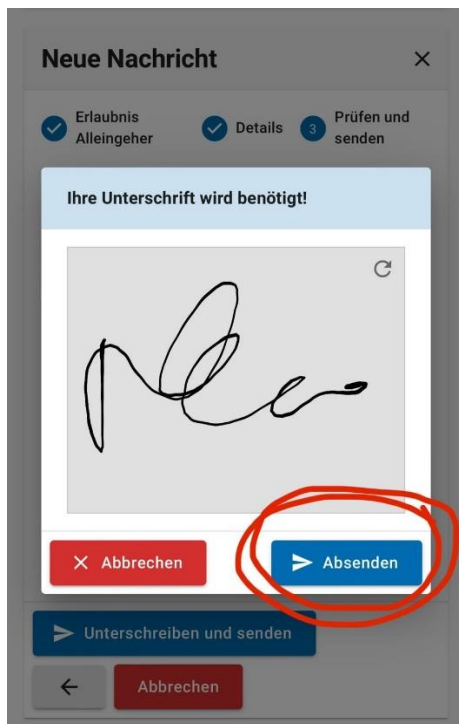 Neue Nachricht
Erlaubnis
Alleingeher
Details
3
Prüfen und
senden
Ihre Unterschrift wird benötigt!
Abbrechen
Absenden
Unterschreiben und senden
Abbrechen